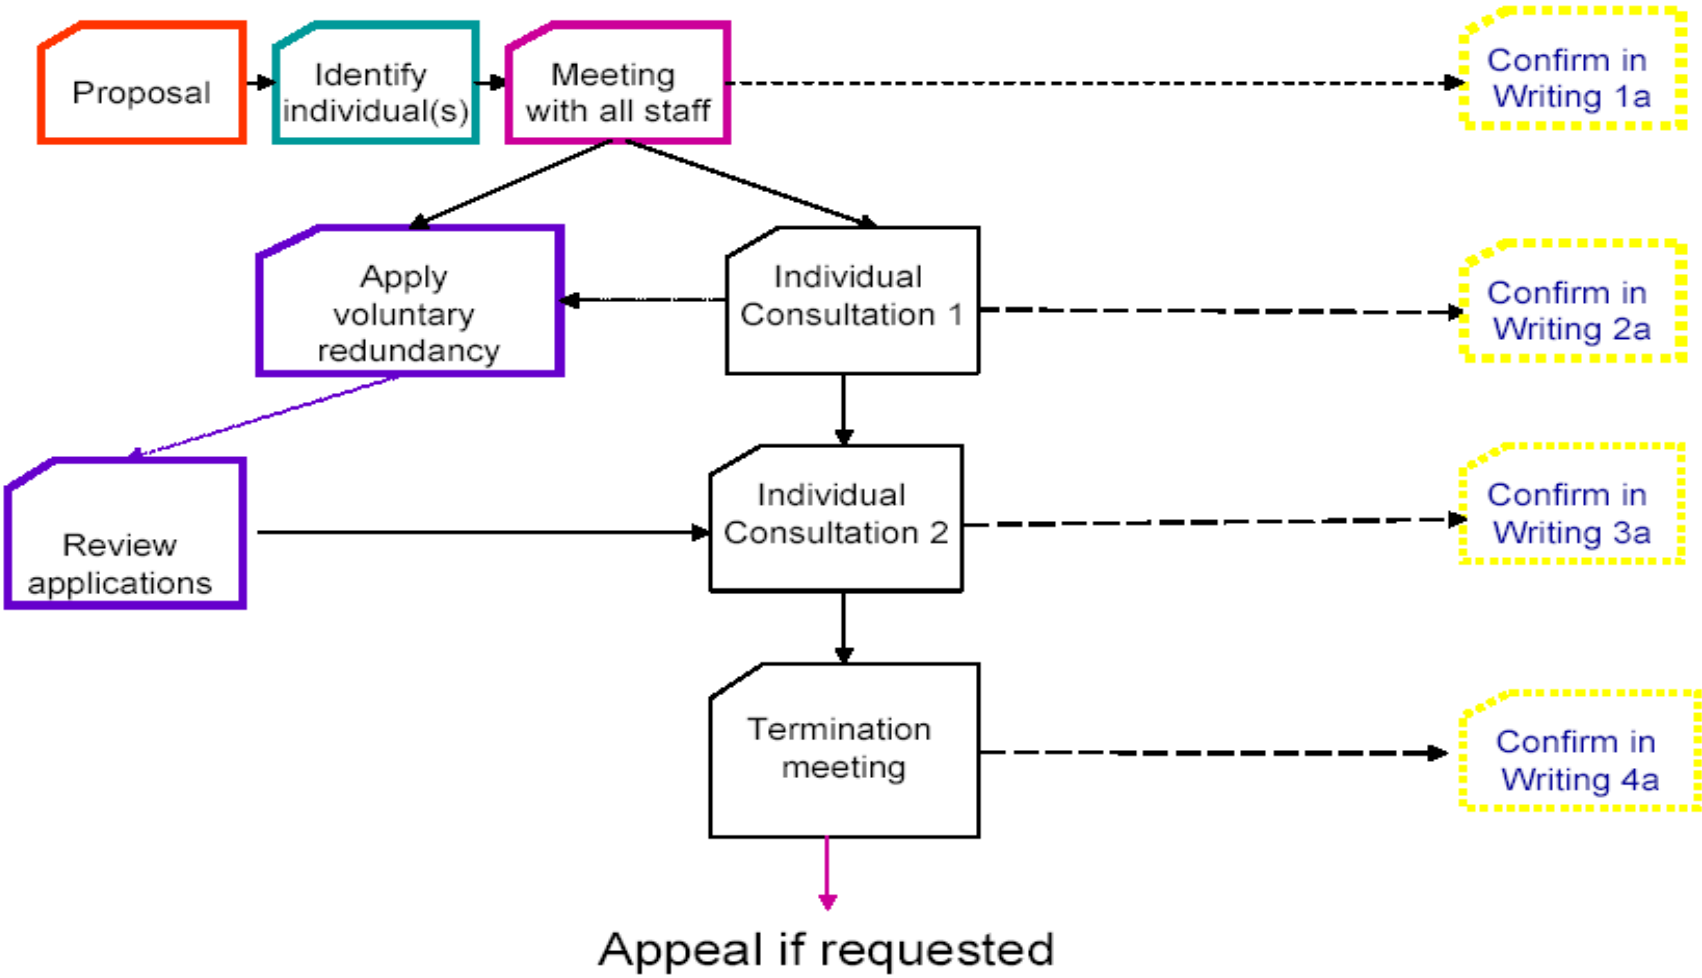 Proposal
Identify
individual(s)
Meeting
with all staff
Confirm in
Writing 1a
Apply
voluntary
redundancy
Individual
Consultation 1
Confirm in
Writing 2a
Review
applications
Individual
Consultation 2
Confirm in
Writing 3a
Termination
meeting
Confirm in
Writing 4a
Appeal if requested